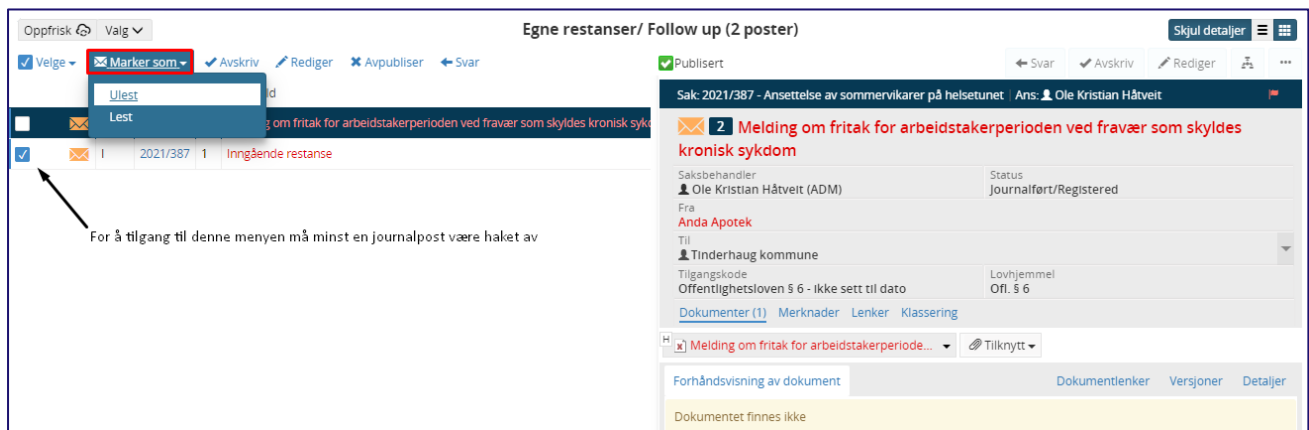 Oppfrisk Valg Egne restanser/ Follow up (2 poster) Skjul detaljer
Velge Marker som Avskriv Rediger Avpubliser Svar
Ulest
ld
Lest
g om fritak for arbeidstakerperioden ved fravær som skyldes kronisk syko
I 2021/387 1 Inngående restanse
For å tilgang til denne menyen må minst en journalpost være haket av
Publisert Svar Avskriv Rediger
Sak: 2021/387 - Ansettelse av sommervikarer på helsetunet | Ans: Ole Kristian Håtveit
2 Melding om fritak for arbeidstakerperioden ved fravær som skyldes
kronisk sykdom
Saksbehandler Status
Ole Kristian Håtveit (ADM) Journalført/Registered
Fra
Anda Apotek
Til
Tinderhaug kommune
Tilgangskode Lovhjemmel
Offentlighetsloven § 6 - ikke sett til dato Ofl. § 6
Dokumenter (1) Merknader Lenker Klassering
H Melding om fritak for arbeidstakerperiode... Tilknytt
Forhåndsvisning av dokument Dokumentlenker Versjoner Detaljer
Dokumentet finnes ikke